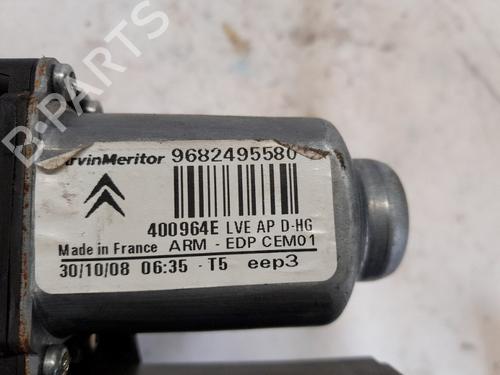 B-PARTS
ArvinMeritor 9682495580
400964E LVE AP D-HG
Made in France ARM - EDP CEM01
30/10/08 06:35 - T5 eep3